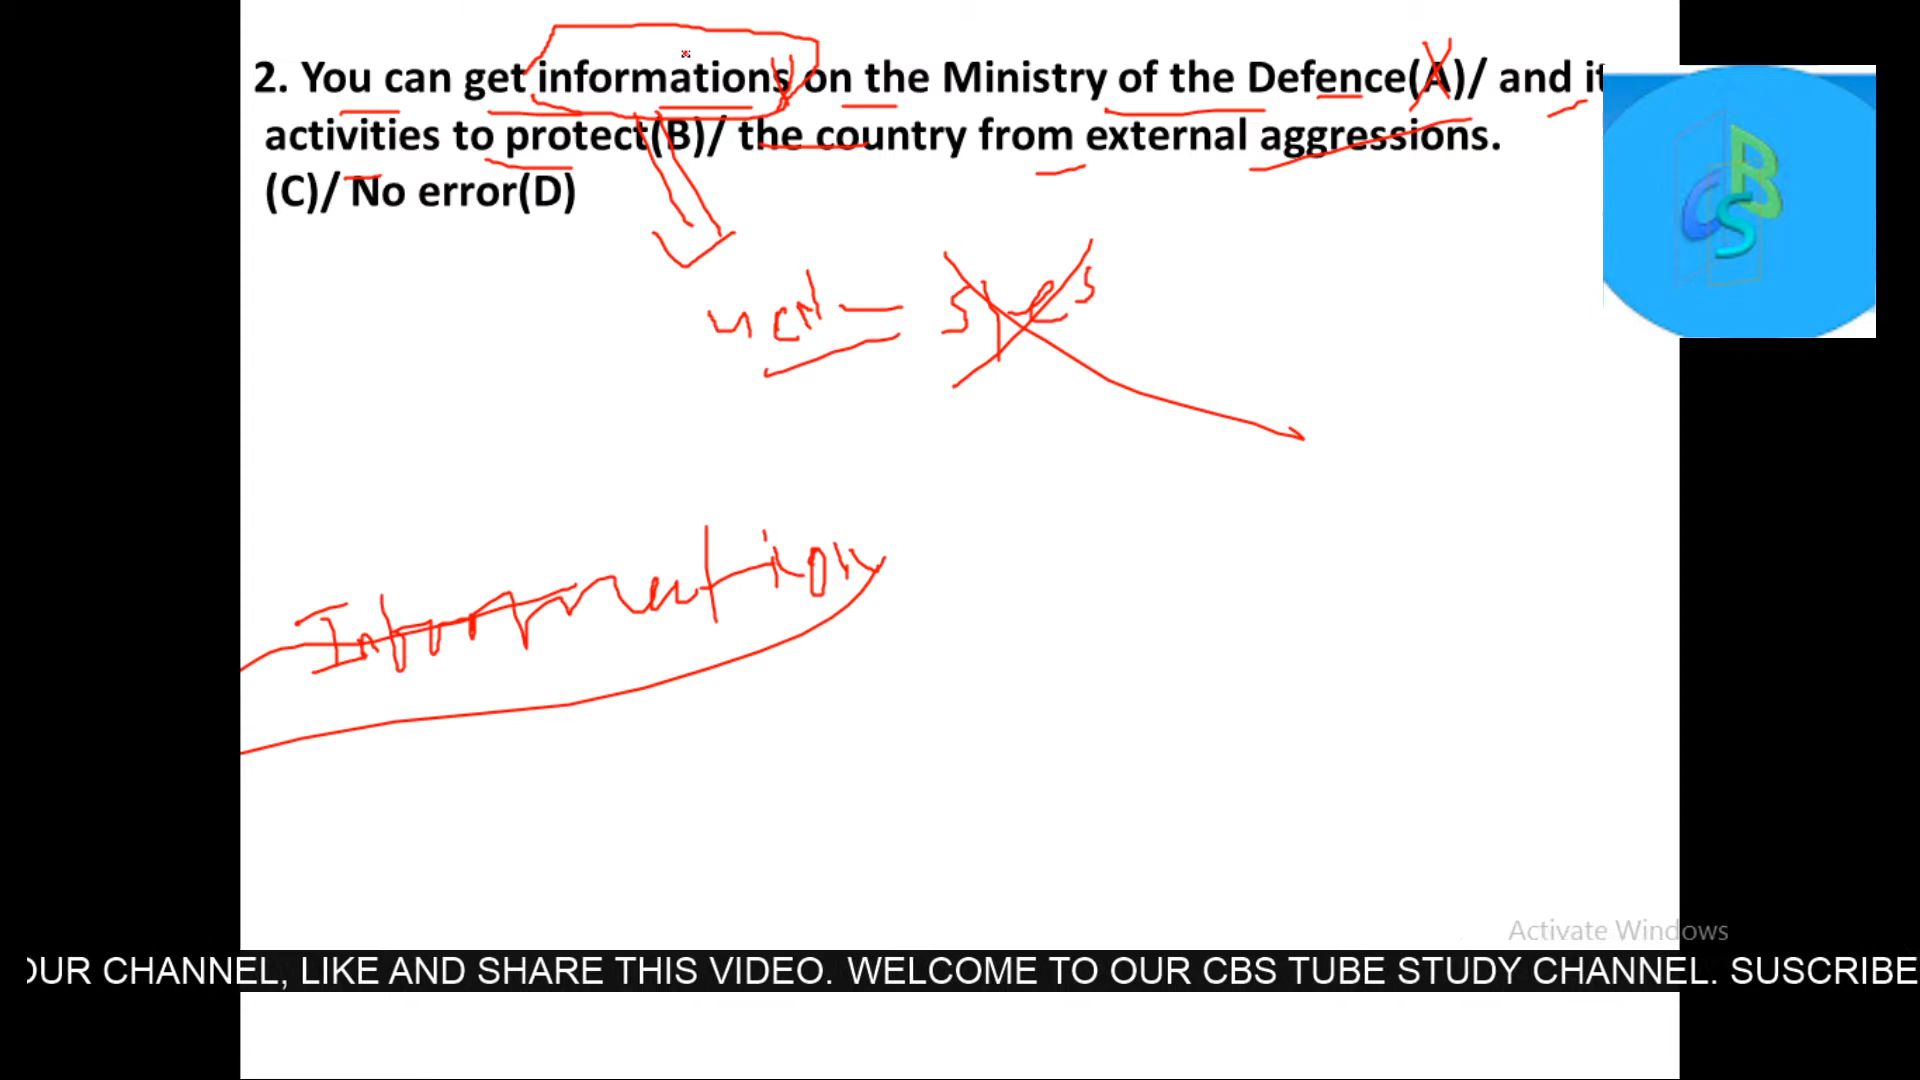 2. You can get informations on the Ministry of the Defence(A)/ and it
activities to protect(B)/ the country from external aggressions.
(C)/ No error(D)
CBS
Information
Activate Windows
OUR CHANNEL, LIKE AND SHARE THIS VIDEO. WELCOME TO OUR CBS TUBE STUDY CHANNEL. SUSCRIBE